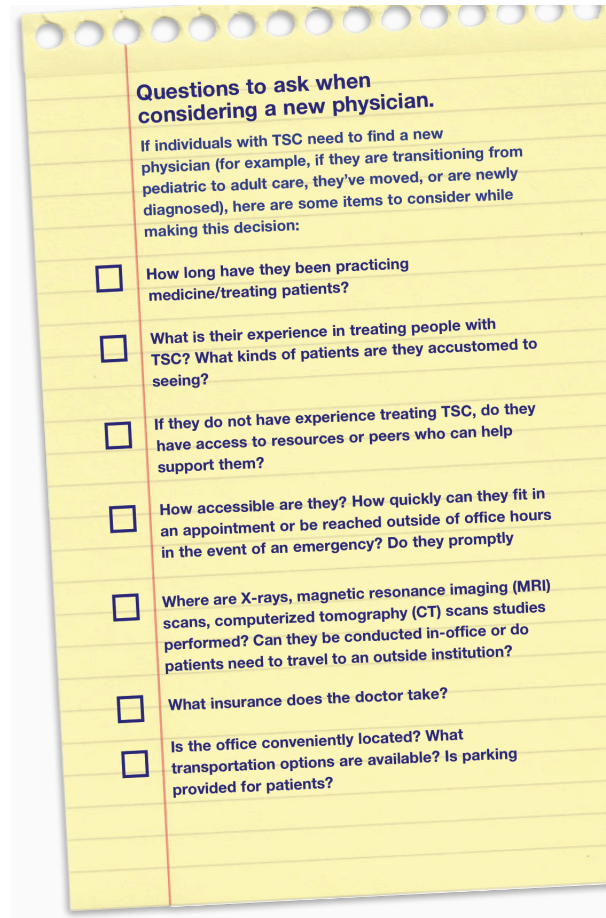 Questions to ask when
considering a new physician.
If individuals with TSC need to find a new
physician (for example, if they are transitioning from
pediatric to adult care, they’ve moved, or are newly
diagnosed), here are some items to consider while
making this decision:
How long have they been practicing
medicine/treating patients?
What is their experience in treating people with
TSC? What kinds of patients are they accustomed to
seeing?
If they do not have experience treating TSC, do they
have access to resources or peers who can help
support them?
How accessible are they? How quickly can they fit in
an appointment or be reached outside of office hours
in the event of an emergency? Do they promptly
Where are X-rays, magnetic resonance imaging (MRI)
scans, computerized tomography (CT) scans studies
performed? Can they be conducted in-office or do
patients need to travel to an outside institution?
What insurance does the doctor take?
Is the office conveniently located? What
transportation options are available? Is parking
provided for patients?